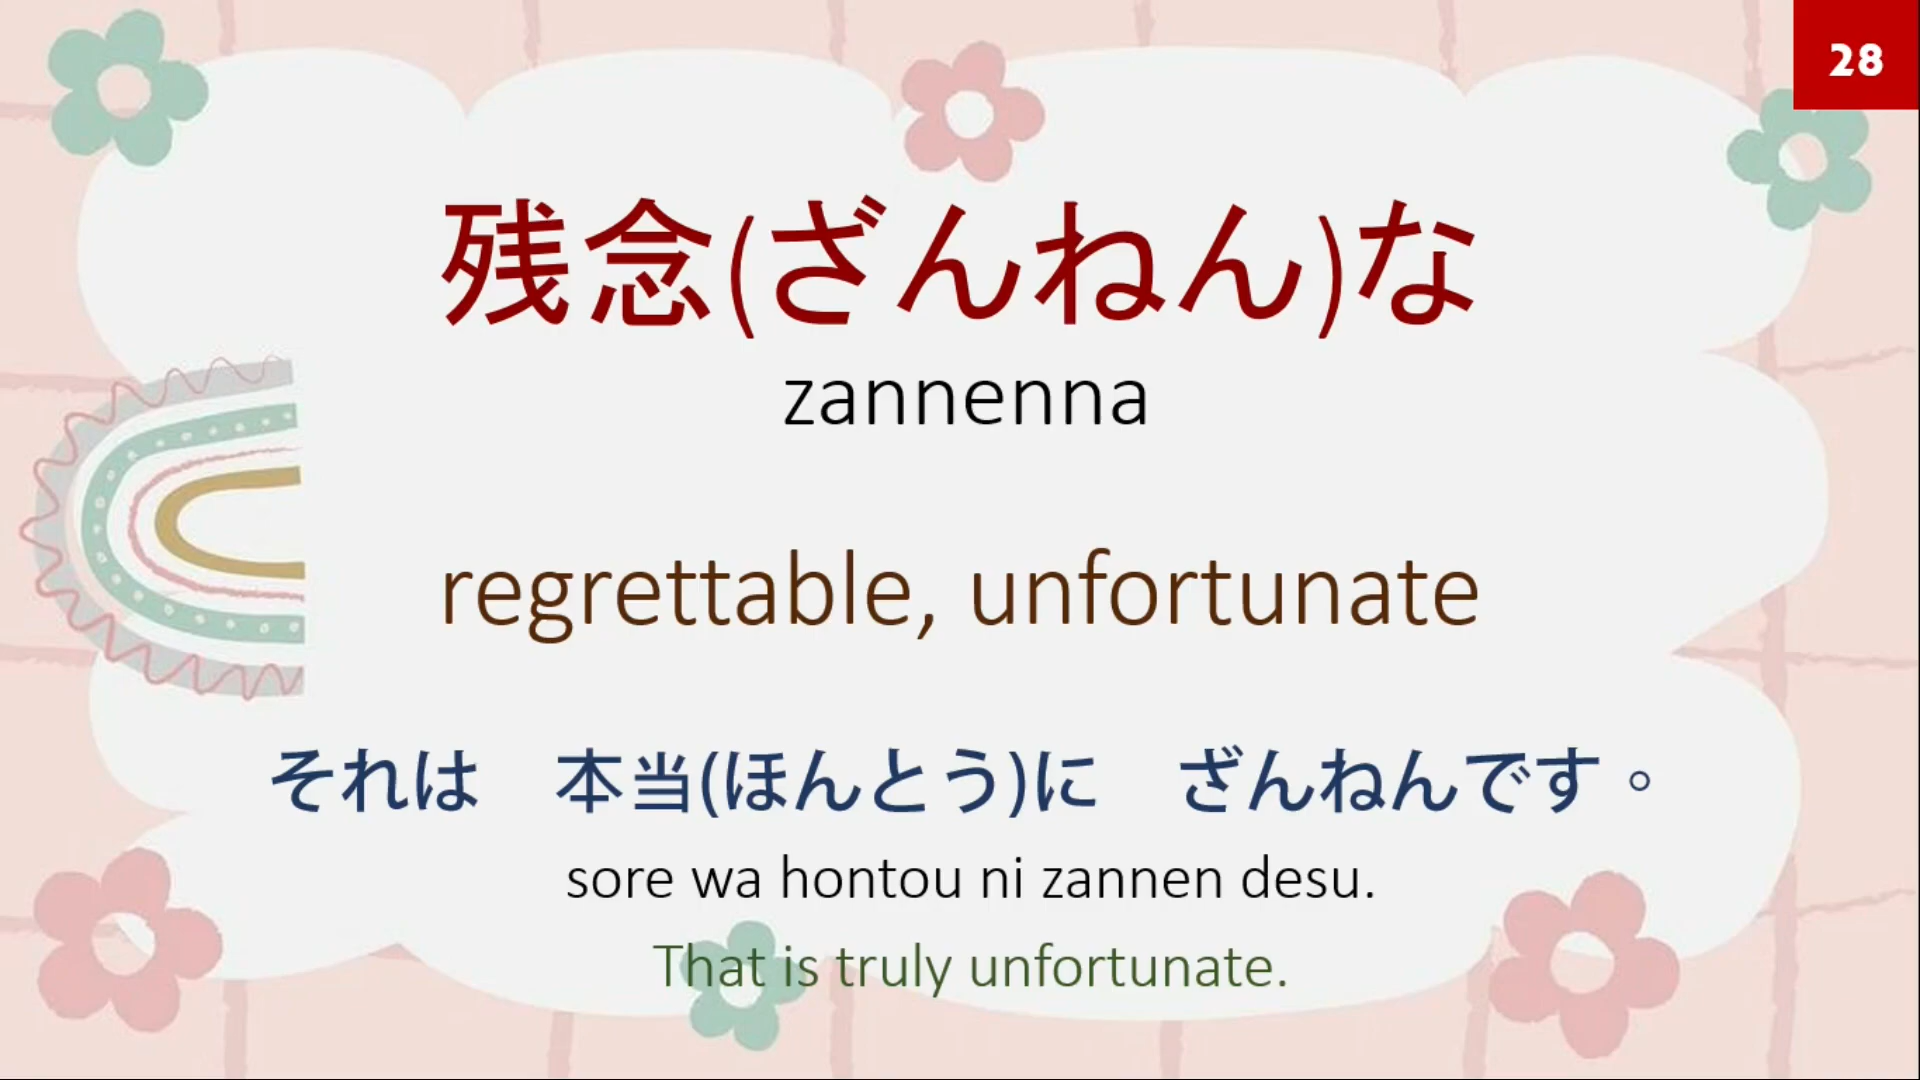 28
残念(ざんねん)な
zannenna
regrettable, unfortunate
それは　本当(ほんとう)に　ざんねんです。
sore wa hontou ni zannen desu.
That is truly unfortunate.